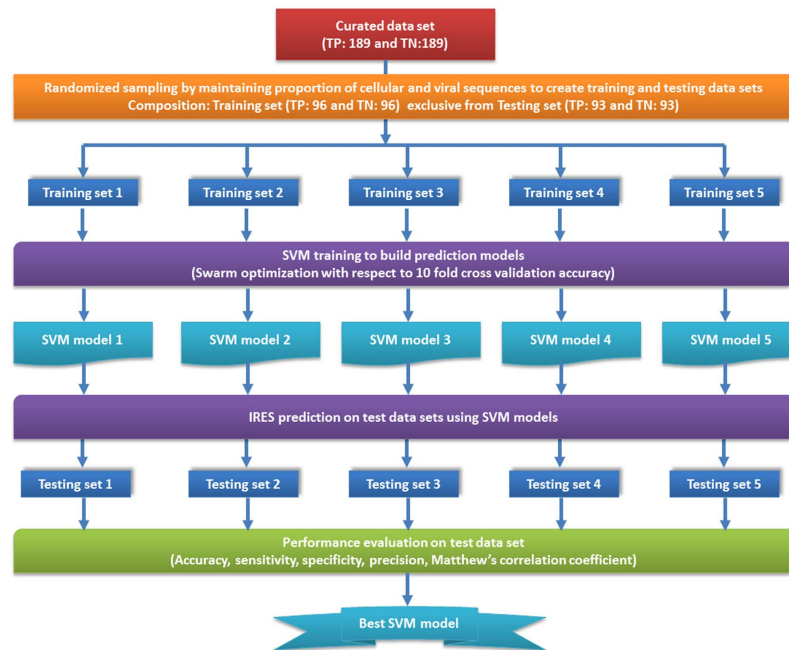 Curated data set
(TP: 189 and TN:189)
Randomized sampling by maintaining proportion of cellular and viral sequences to create training and testing data sets
Composition: Training set (TP: 96 and TN: 96) exclusive from Testing set (TP: 93 and TN: 93)
Training set 1
Training set 2
Training set 3
Training set 4
Training set 5
SVM training to build prediction models
(Swarm optimization with respect to 10 fold cross validation accuracy)
SVM model 1
SVM model 2
SVM model 3
SVM model 4
SVM model 5
IRES prediction on test data sets using SVM models
Testing set 1
Testing set 2
Testing set 3
Testing set 4
Testing set 5
Performance evaluation on test data set
(Accuracy, sensitivity, specificity, precision, Matthew's correlation coefficient)
Best SVM model